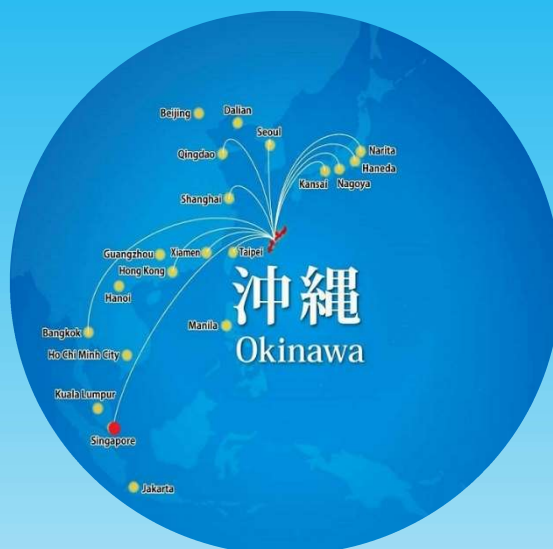 Beijing
Dalian
Seoul
Qingdao
Narita
Haneda
Kansai
Nagoya
Shanghai
Guangzhou
Xiamen
Taipei
Hong Kong
Hanoi
沖縄
Manila
Bangkok
Okinawa
Ho Chi Minh City
Kuala Lumpur
Singapore
Jakarta